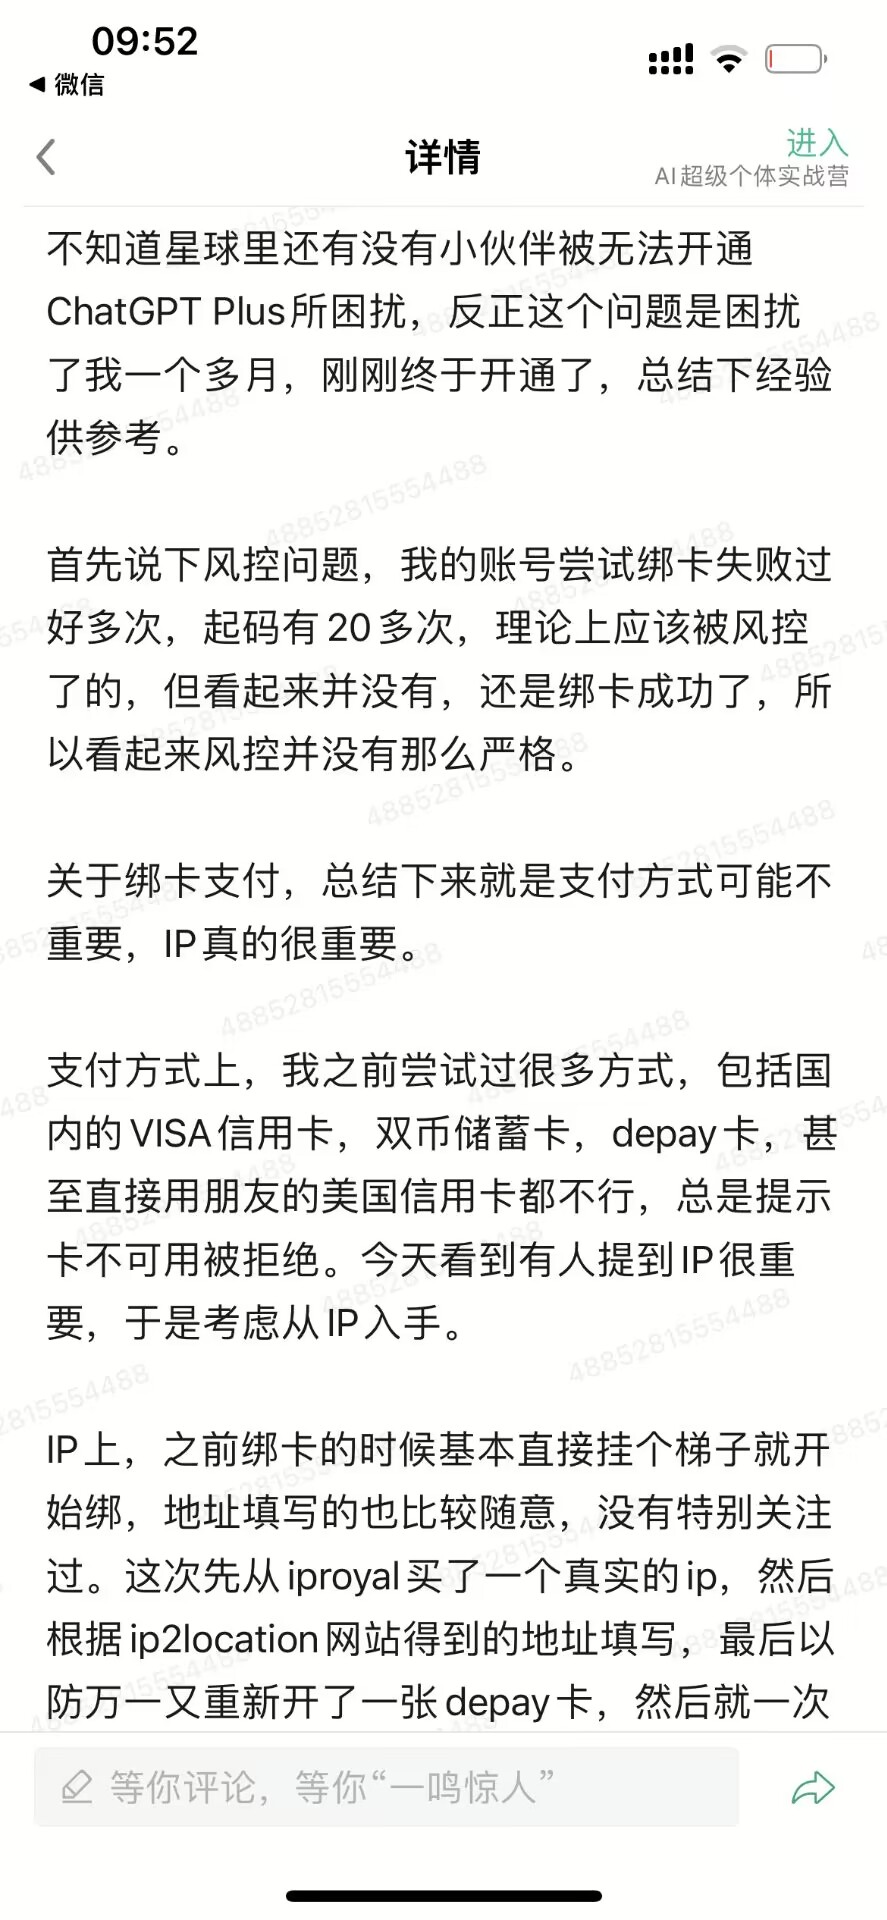 09:52
◀ 微信
详情
进入
AI超级个体实战营
不知道星球里还有没有小伙伴被无法开通
ChatGPT Plus所困扰，反正这个问题是困扰
了我一个多月，刚刚终于开通了，总结下经验
供参考。
首先说下风控问题，我的账号尝试绑卡失败过
好多次，起码有20多次，理论上应该被风控
了的，但看起来并没有，还是绑卡成功了，所
以看起来风控并没有那么严格。
关于绑卡支付，总结下来就是支付方式可能不
重要，IP真的很重要。
支付方式上，我之前尝试过很多方式，包括国
内的VISA信用卡，双币储蓄卡，depay卡，甚
至直接用朋友的美国信用卡都不行，总是提示
卡不可用被拒绝。今天看到有人提到IP很重
要，于是考虑从IP入手。
IP上，之前绑卡的时候基本直接挂个梯子就开
始绑，地址填写的也比较随意，没有特别关注
过。这次先从iproyal买了一个真实的ip，然后
根据ip2location网站得到的地址填写，最后以
防万一又重新开了一张depay卡，然后就一次
等你评论，等你“一鸣惊人”
48852815554488